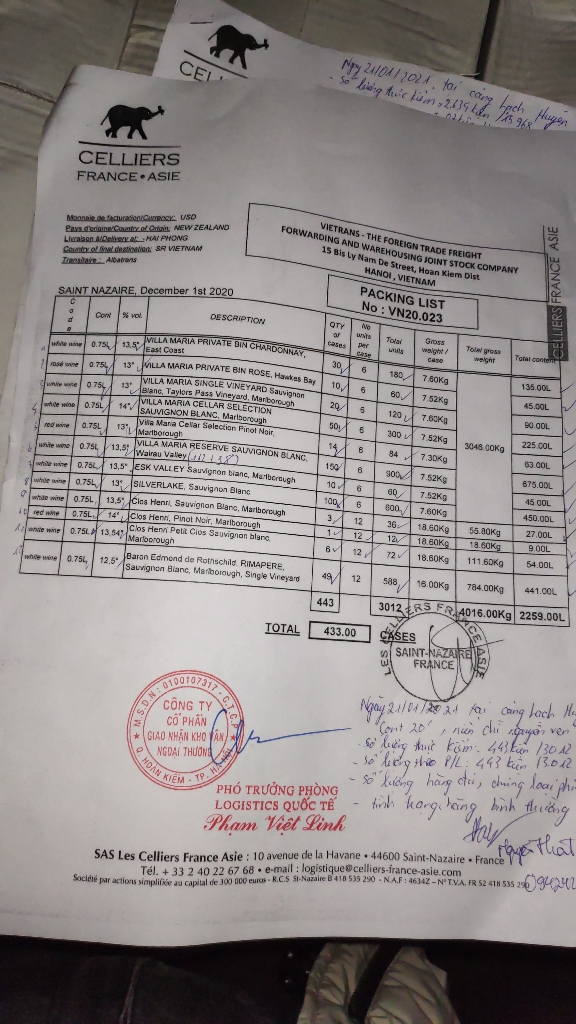 CELLIERS
Ngày 21/01/2021, tại cảng
CELLIERS
FRANCE • ASIE
Monnaie de facturation/Currency: USD
Pays d'origine/Country of Origin: NEW ZEALAND
Livraison à/Delivery at: HAI PHONG
Country of final destination: SR VIETNAM
Transitaire : Albatrans
VIETRANS - THE FOREIGN TRADE FREIGHT
FORWARDING AND WAREHOUSING JOINT STOCK COMPANY
15 Bis Ly Nam De Street, Hoan Kiem Dist
HANOI, VIETNAM
CELLIERS FRANCE ASIE
SAINT NAZAIRE, December 1st 2020
PACKING LIST
No : VN20.023
Code Cont % vol. DESCRIPTION QTY of cases Nb units per case Total units Gross weight / case Total gross weight Total content
white wine 0.75L 13,5° VILLA MARIA PRIVATE BIN CHARDONNAY, East Coast 30 6 180 7.60Kg 135.00L
rosé wine 0.75L 13° VILLA MARIA PRIVATE BIN ROSE, Hawkes Bay 10 6 60 7.52Kg 45.00L
white wine 0.75L 13° VILLA MARIA SINGLE VINEYARD Sauvignon Blanc, Taylors Pass Vineyard, Marlborough 20 6 120 7.60Kg 90.00L
white wine 0.75L 14° VILLA MARIA CELLAR SELECTION SAUVIGNON BLANC, Marlborough 50 6 300 7.52Kg 225.00L
red wine 0.75L 13° Villa Maria Cellar Selection Pinot Noir, Marlborough 14 6 84 7.30Kg 63.00L
white wine 0.75L 13,5° VILLA MARIA RESERVE SAUVIGNON BLANC, Wairau Valley 150 6 900 7.52Kg 675.00L
white wine 0.75L 13,5° ESK VALLEY Sauvignon blanc, Marlborough 10 6 60 7.52Kg 45.00L
white wine 0.75L 13° SILVERLAKE, Sauvignon Blanc 100 6 600 7.60Kg 450.00L
3046.00Kg
white wine 0.75L 13,5° Clos Henri, Sauvignon Blanc, Marlborough 3 12 36 18.60Kg 55.80Kg 27.00L
red wine 0.75L 14° Clos Henri, Pinot Noir, Marlborough 1 12 12 18.60Kg 18.60Kg 9.00L
white wine 0.75L 13,54° Clos Henri Petit Clos Sauvignon blanc, Marlborough 6 12 72 18.60Kg 111.60Kg 54.00L
white wine 0.75L 12,5° Baron Edmond de Rothschild, RIMAPERE, Sauvignon Blanc, Marlborough, Single Vineyard 49 12 588 16.00Kg 784.00Kg 441.00L
443 3012 4016.00Kg 2259.00L
TOTAL 433.00 CASES
LES CELLIERS FRANCE ASIE
SAINT-NAZAIRE
FRANCE
M.S.D.N: 0100107317 - C.T.C.P
CÔNG TY
CỔ PHẦN
GIAO NHẬN KHO VẬN
NGOẠI THƯƠNG
Q. HOÀN KIẾM - TP. HÀ NỘI
Ngày 21/01/2021 tại cảng
Cont 20', niêm chì nguyên vẹn
- số lượng thực kiểm: 443 kiện /3012
- số lượng theo P/L: 443 kiện /3012
- số lượng hàng đủ, chủng loại
- tình trạng hàng bình thường
PHÓ TRƯỞNG PHÒNG
LOGISTICS QUỐC TẾ
Phạm Việt Linh
SAS Les Celliers France Asie : 10 avenue de la Havane • 44600 Saint-Nazaire • France
Tél. + 33 2 40 22 67 68 • e-mail : logistique@celliers-france-asie.com
Société par actions simplifiée au capital de 300 000 euros - R.C.S St-Nazaire B 418 535 290 - N.A.F : 4634Z – N° T.V.A. FR 52 418 535 290